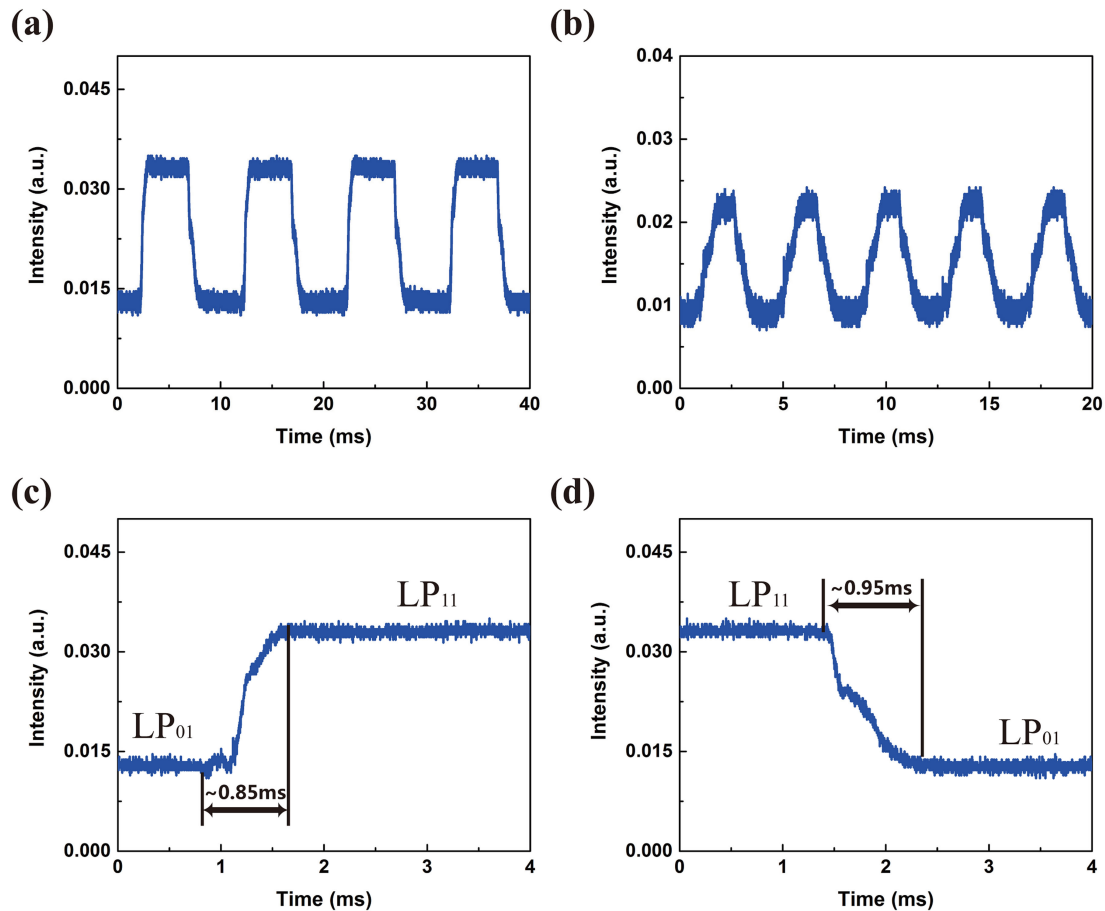 (a)
Intensity (a.u.)
0.045
0.030
0.015
0.000
0 10 20 30 40
Time (ms)
(b)
Intensity (a.u.)
0.04
0.03
0.02
0.01
0.00
0 5 10 15 20
Time (ms)
(c)
Intensity (a.u.)
0.045
0.030
0.015
0.000
LP11
LP01
~0.85ms
0 1 2 3 4
Time (ms)
(d)
Intensity (a.u.)
0.045
0.030
0.015
0.000
~0.95ms
LP11
LP01
0 1 2 3 4
Time (ms)